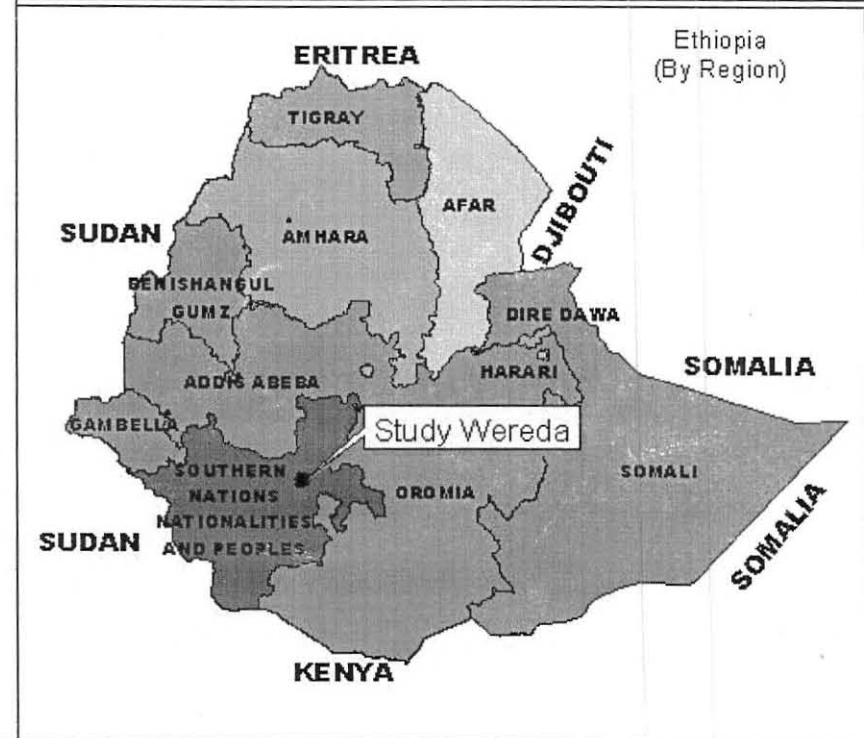 Ethiopia
(By Region)
ERITREA
TIGRAY
AFAR
DJIBOUTI
SUDAN
AMHARA
BENISHANGUL
GUMZ
DIRE DAWA
ADDIS ABEBA
HARARI
SOMALIA
GAMBELLA
Study Wereda
SOUTHERN
NATIONS
NATIONALITIES
AND PEOPLES
OROMIA
SOMALI
SUDAN
SOMALIA
KENYA